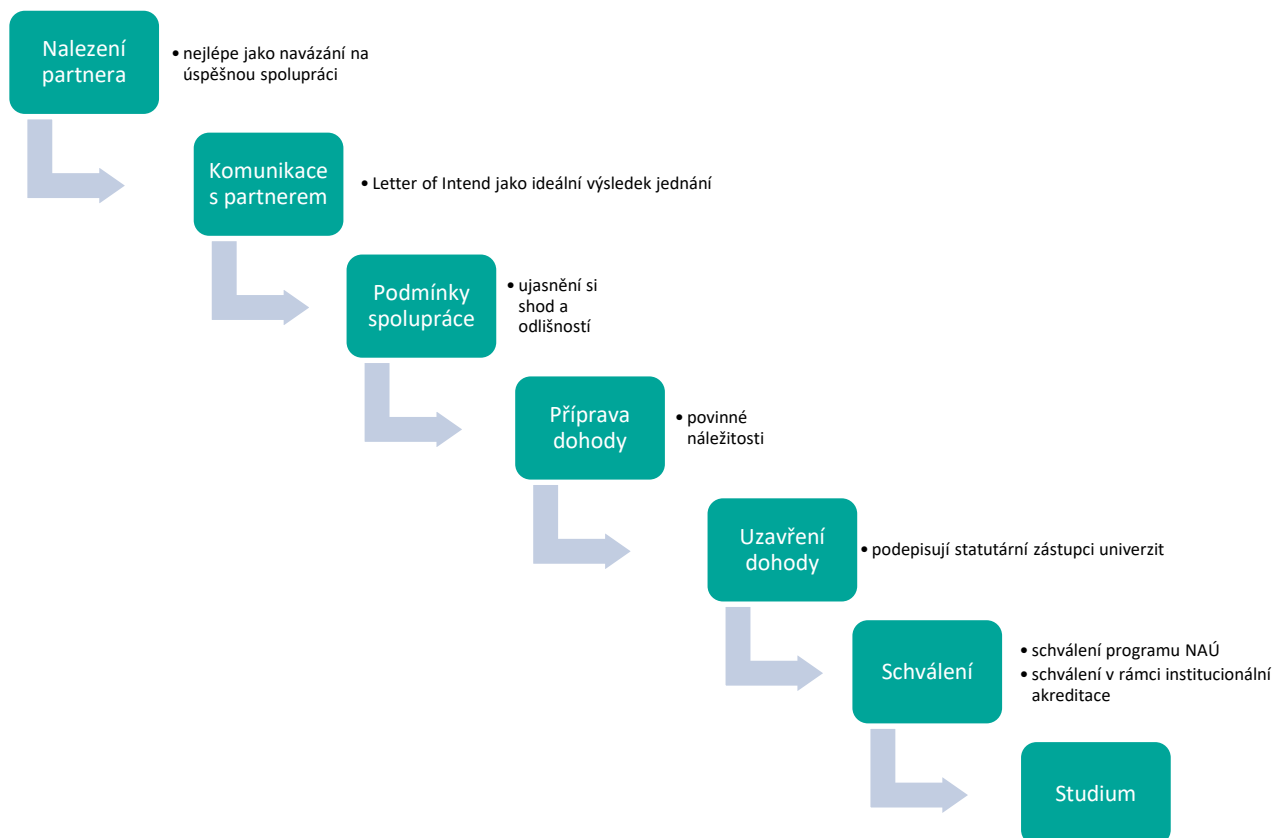 Nalezení
partnera
• nejlépe jako navázání na
úspěšnou spolupráci
Komunikace
s partnerem
• Letter of Intend jako ideální výsledek jednání
Podmínky
spolupráce
• ujasnění si
shod a
odlišností
Příprava
dohody
• povinné
náležitosti
Uzavření
dohody
• podepisují statutární zástupci univerzit
Schválení
• schválení programu NAÚ
• schválení v rámci institucionální
akreditace
Studium